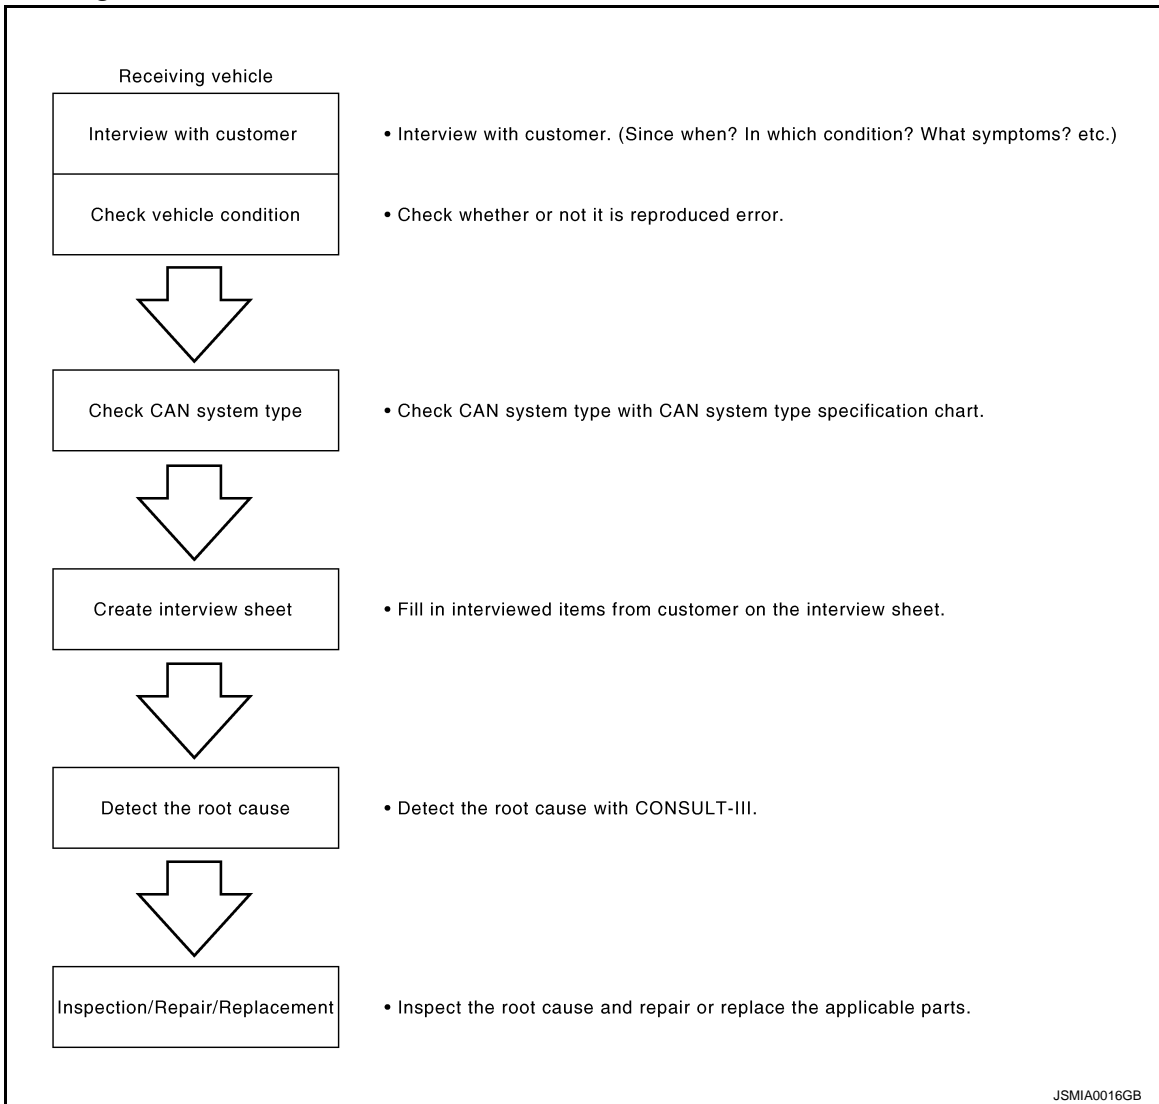 Receiving vehicle
Interview with customer • Interview with customer. (Since when? In which condition? What symptoms? etc.)
Check vehicle condition • Check whether or not it is reproduced error.
Check CAN system type • Check CAN system type with CAN system type specification chart.
Create interview sheet • Fill in interviewed items from customer on the interview sheet.
Detect the root cause • Detect the root cause with CONSULT-III.
Inspection/Repair/Replacement • Inspect the root cause and repair or replace the applicable parts.
JSMIA0016GB